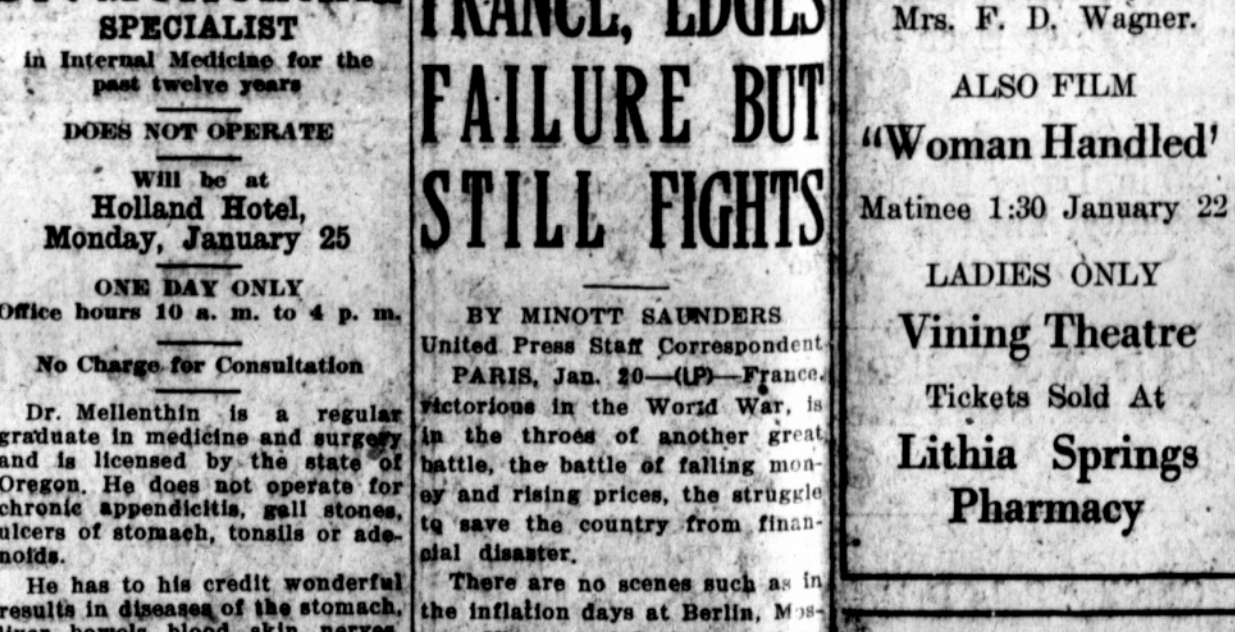 SPECIALIST
in Internal Medicine for the
past twelve years
DOES NOT OPERATE
Will be at
Holland Hotel,
Monday, January 25
ONE DAY ONLY
Office hours 10 a. m. to 4 p. m.
No Charge for Consultation
Dr. Mellenthin is a regular
graduate in medicine and surgery
and is licensed by the state of
Oregon. He does not operate for
chronic appendicitis, gall stones,
ulcers of stomach, tonsils or ade-
noids.
He has to his credit wonderful
results in diseases of the stomach,
liver, bowels, blood, skin, nerves,
FRANCE, EDGES
FAILURE BUT
STILL FIGHTS
BY MINOTT SAUNDERS
United Press Staff Correspondent
PARIS, Jan. 20—(UP)—France,
victorious in the World War, is
in the throes of another great
battle, the battle of falling mon-
ey and rising prices, the struggle
to save the country from finan-
cial disaster.
There are no scenes such as in
the inflation days at Berlin, Mos-
Mrs. F. D. Wagner.
ALSO FILM
"Woman Handled'
Matinee 1:30 January 22
LADIES ONLY
Vining Theatre
Tickets Sold At
Lithia Springs
Pharmacy